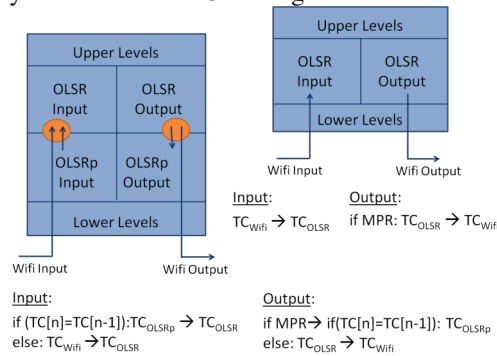 Upper Levels
OLSR Input
OLSR Output
OLSRp Input
OLSRp Output
Lower Levels
Wifi Input
Wifi Output
Input:
if (TC[n]=TC[n-1]):TCOLSRp → TCOLSR
else: TCWifi →TCOLSR
Output:
if MPR→ if(TC[n]=TC[n-1]): TCOLSRp
else: TCOLSR → TCWifi
Upper Levels
OLSR Input
OLSR Output
Lower Levels
Wifi Input
Wifi Output
Input:
TCWifi → TCOLSR
Output:
if MPR: TCOLSR → TCWifi